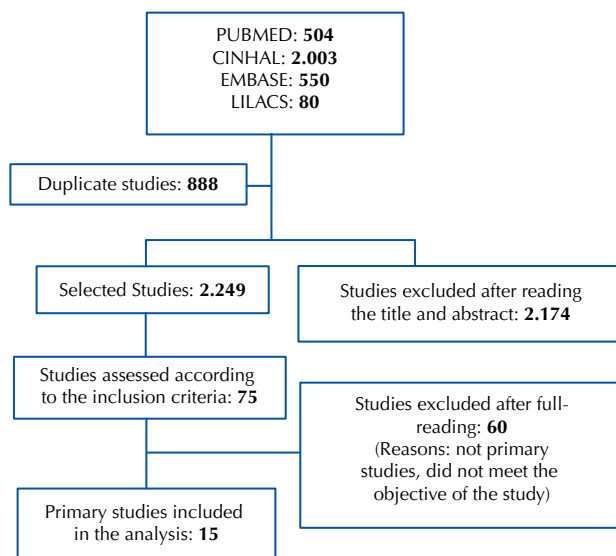 PUBMED: 504
CINHAL: 2.003
EMBASE: 550
LILACS: 80
Duplicate studies: 888
Selected Studies: 2.249
Studies excluded after reading
the title and abstract: 2.174
Studies assessed according
to the inclusion criteria: 75
Studies excluded after full-
reading: 60
(Reasons: not primary
studies, did not meet the
objective of the study)
Primary studies included
in the analysis: 15